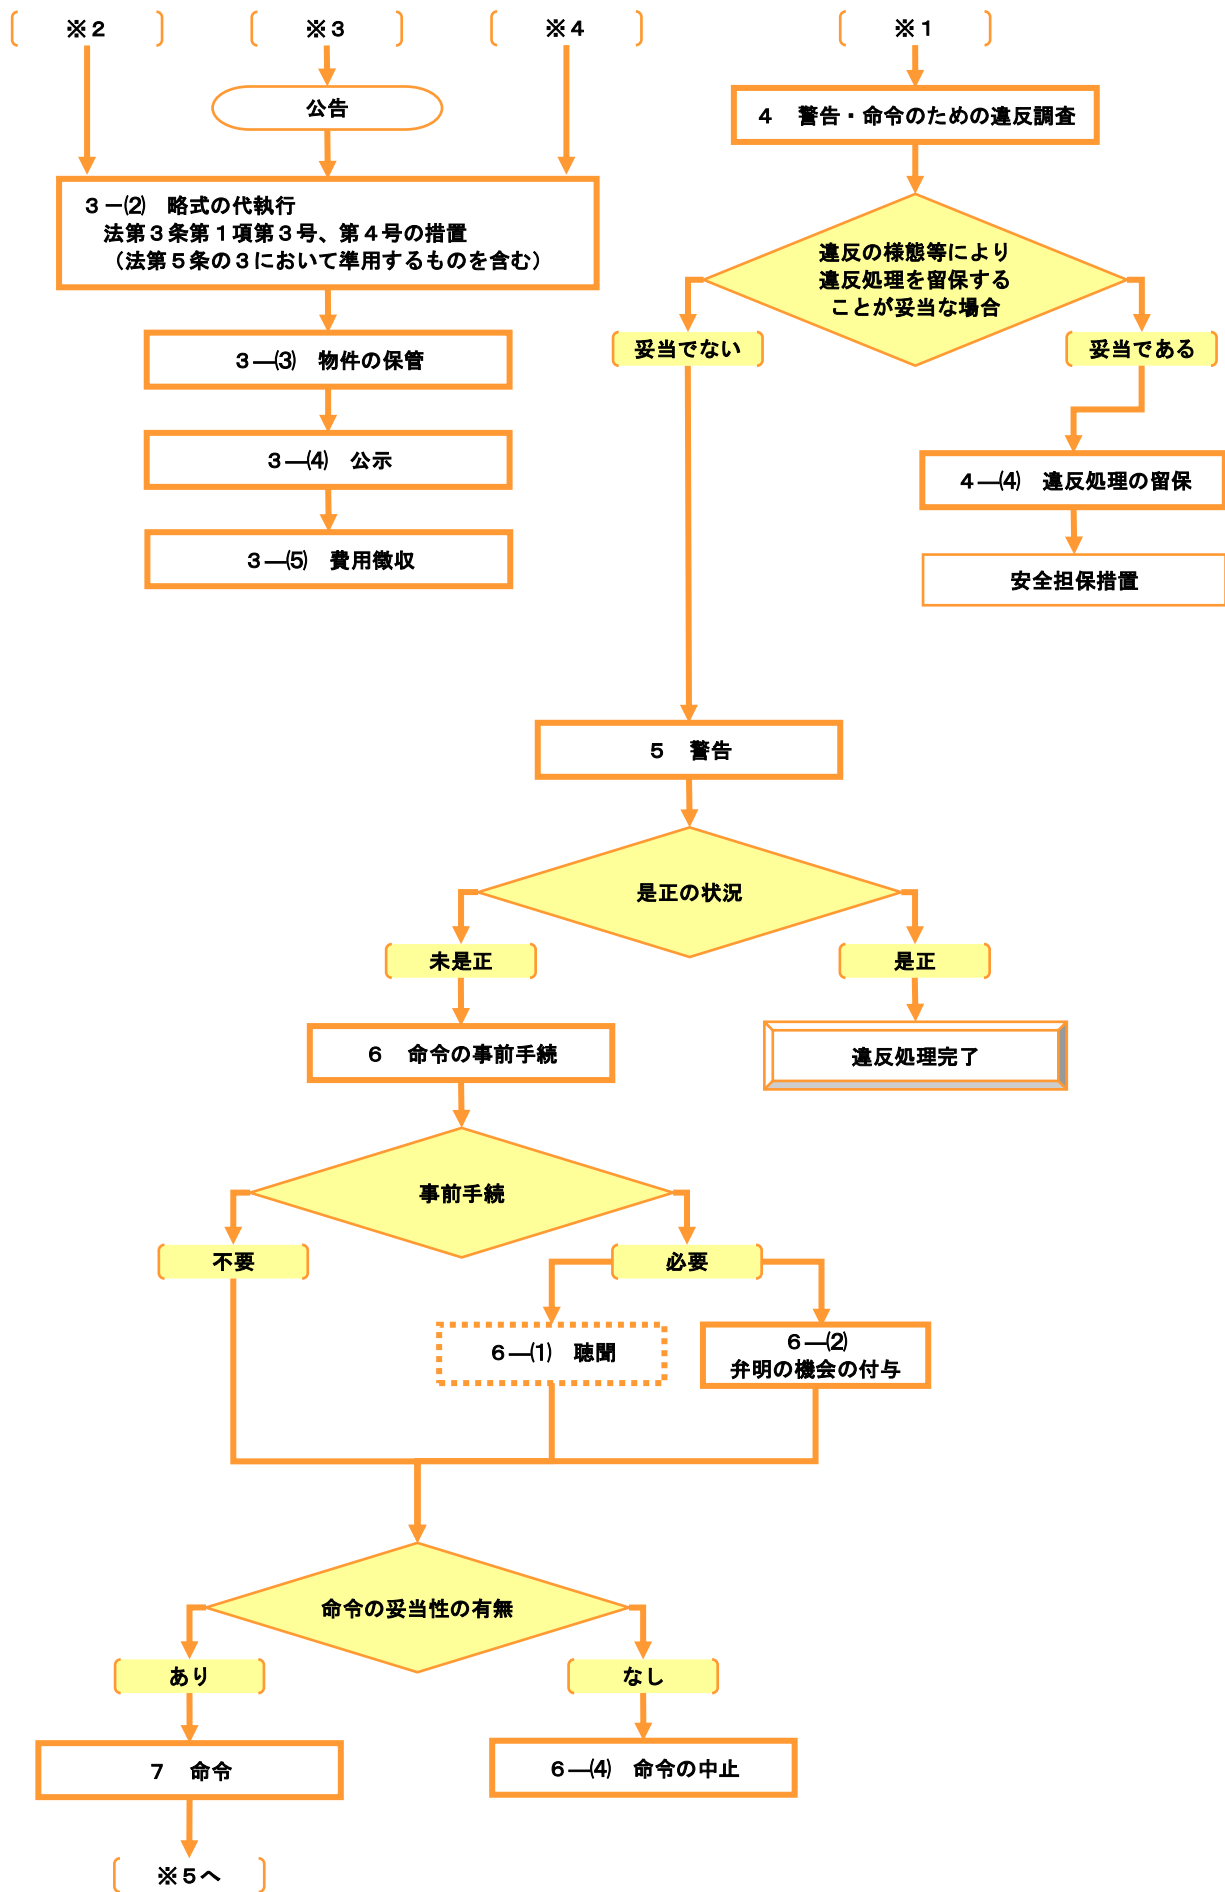 ※２
※３
※４
※１
公告
４　警告・命令のための違反調査
３－⑵　略式の代執行
法第３条第１項第３号、第４号の措置
（法第５条の３において準用するものを含む）
違反の様態等により
違反処理を留保する
ことが妥当な場合
妥当でない
妥当である
３―⑶　物件の保管
３―⑷　公示
４―⑷　違反処理の留保
３―⑸　費用徴収
安全担保措置
５　警告
是正の状況
未是正
是正
６　命令の事前手続
違反処理完了
事前手続
不要
必要
６―⑴　聴聞
６―⑵
弁明の機会の付与
命令の妥当性の有無
あり
なし
７　命令
６―⑷　命令の中止
※５へ